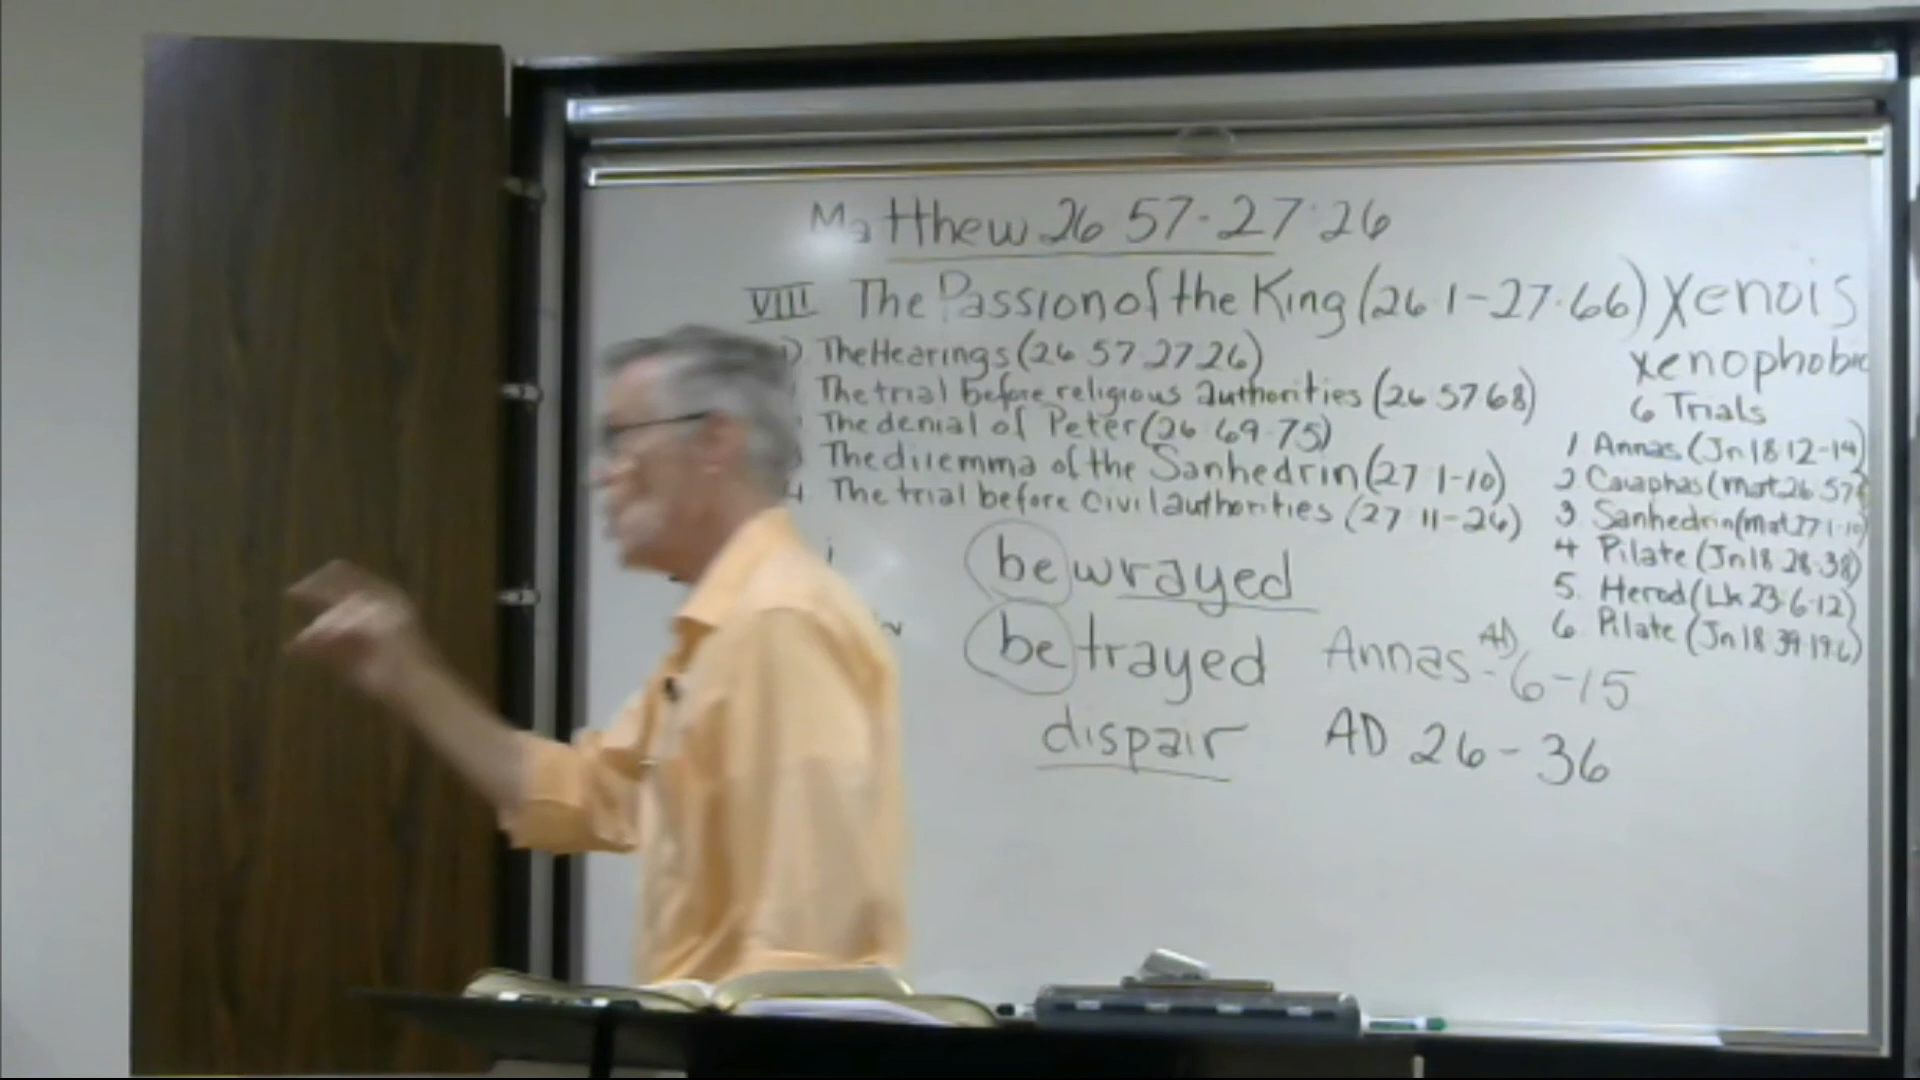 Matthew 26 57-27:26
VIII The Passion of the King (26 1-27:66) Xenois
) The Hearings (26 57 27 26)
The trial before religious authorities (26 57 68)
The denial of Peter (26 69-75)
The dilemma of the Sanhedrin (27 1-10)
4 The trial before civil authorities (27 11-26)
xenophobic
6 Trials
1 Annas (Jn 18 12-14)
2 Caiaphas (mat 26 57
3 Sanhedrin (mat 27 1-10
4 Pilate (Jn 18 28-38)
5. Herod (Lk 23 6-12)
6 Pilate (Jn 18 39-19 6)
bewrayed
betrayed
dispair
Annas - AD 6-15
AD 26-36